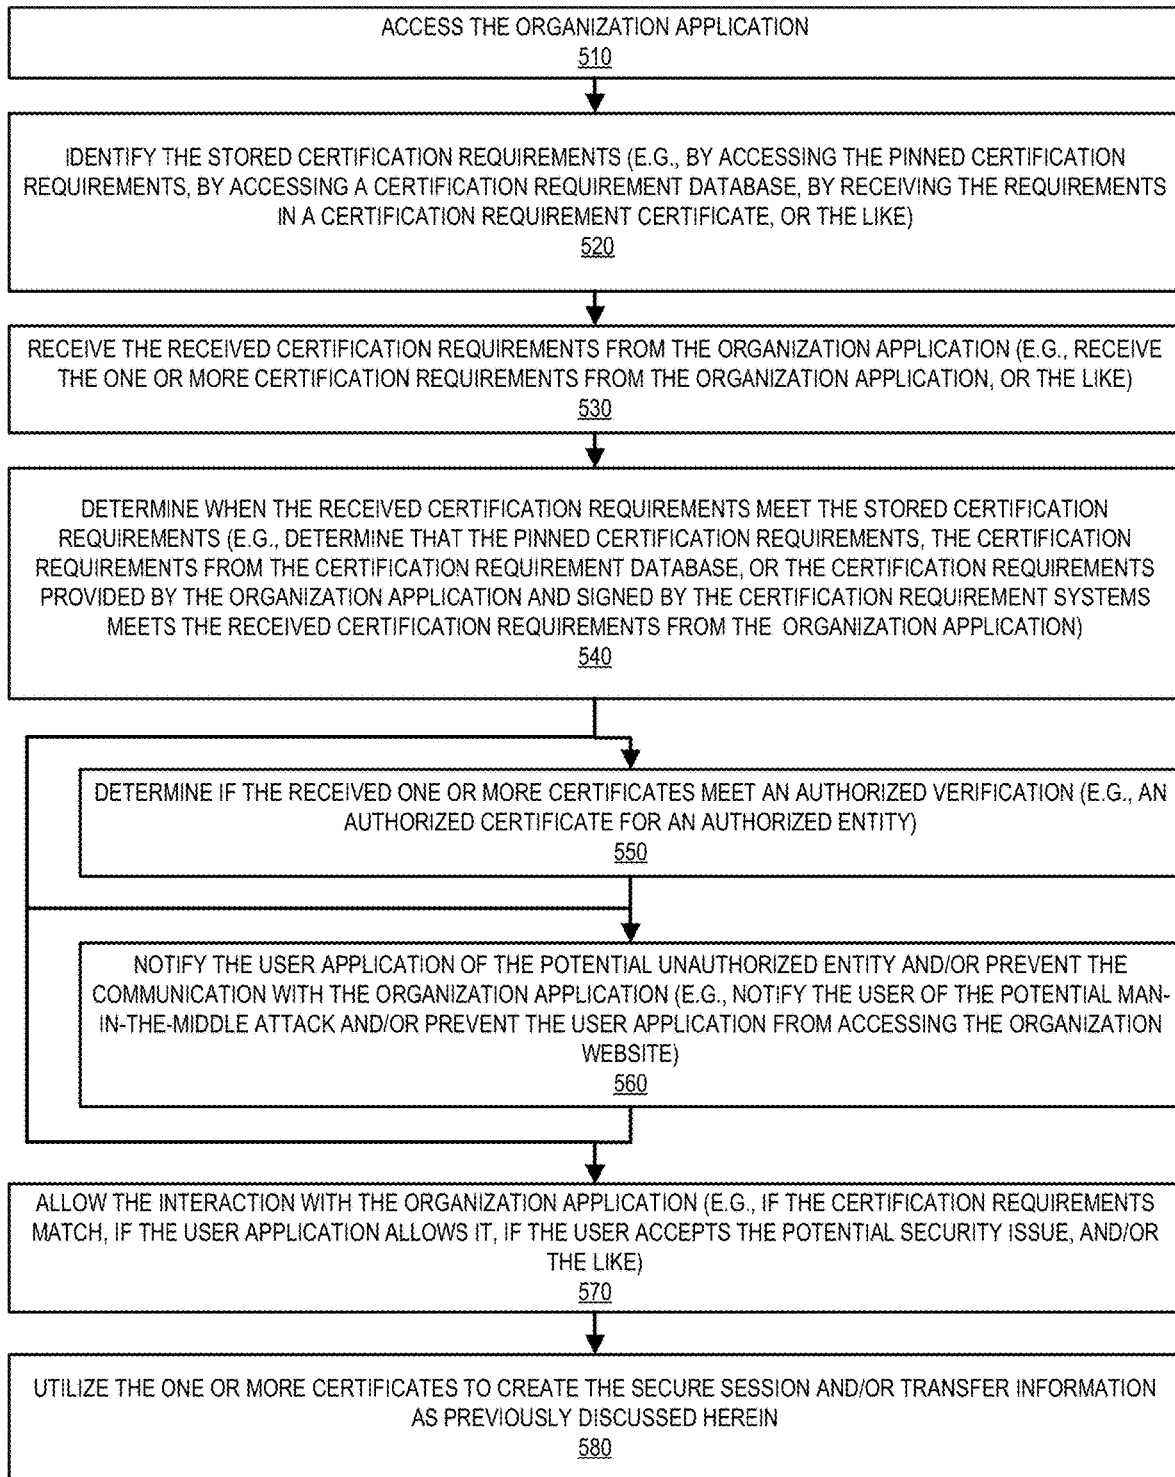 ACCESS THE ORGANIZATION APPLICATION
510
IDENTIFY THE STORED CERTIFICATION REQUIREMENTS (E.G., BY ACCESSING THE PINNED CERTIFICATION
REQUIREMENTS, BY ACCESSING A CERTIFICATION REQUIREMENT DATABASE, BY RECEIVING THE REQUIREMENTS
IN A CERTIFICATION REQUIREMENT CERTIFICATE, OR THE LIKE)
520
RECEIVE THE RECEIVED CERTIFICATION REQUIREMENTS FROM THE ORGANIZATION APPLICATION (E.G., RECEIVE
THE ONE OR MORE CERTIFICATION REQUIREMENTS FROM THE ORGANIZATION APPLICATION, OR THE LIKE)
530
DETERMINE WHEN THE RECEIVED CERTIFICATION REQUIREMENTS MEET THE STORED CERTIFICATION
REQUIREMENTS (E.G., DETERMINE THAT THE PINNED CERTIFICATION REQUIREMENTS, THE CERTIFICATION
REQUIREMENTS FROM THE CERTIFICATION REQUIREMENT DATABASE, OR THE CERTIFICATION REQUIREMENTS
PROVIDED BY THE ORGANIZATION APPLICATION AND SIGNED BY THE CERTIFICATION REQUIREMENT SYSTEMS
MEETS THE RECEIVED CERTIFICATION REQUIREMENTS FROM THE ORGANIZATION APPLICATION)
540
DETERMINE IF THE RECEIVED ONE OR MORE CERTIFICATES MEET AN AUTHORIZED VERIFICATION (E.G., AN
AUTHORIZED CERTIFICATE FOR AN AUTHORIZED ENTITY)
550
NOTIFY THE USER APPLICATION OF THE POTENTIAL UNAUTHORIZED ENTITY AND/OR PREVENT THE
COMMUNICATION WITH THE ORGANIZATION APPLICATION (E.G., NOTIFY THE USER OF THE POTENTIAL MAN-
IN-THE-MIDDLE ATTACK AND/OR PREVENT THE USER APPLICATION FROM ACCESSING THE ORGANIZATION
WEBSITE)
560
ALLOW THE INTERACTION WITH THE ORGANIZATION APPLICATION (E.G., IF THE CERTIFICATION REQUIREMENTS
MATCH, IF THE USER APPLICATION ALLOWS IT, IF THE USER ACCEPTS THE POTENTIAL SECURITY ISSUE, AND/OR
THE LIKE)
570
UTILIZE THE ONE OR MORE CERTIFICATES TO CREATE THE SECURE SESSION AND/OR TRANSFER INFORMATION
AS PREVIOUSLY DISCUSSED HEREIN
580